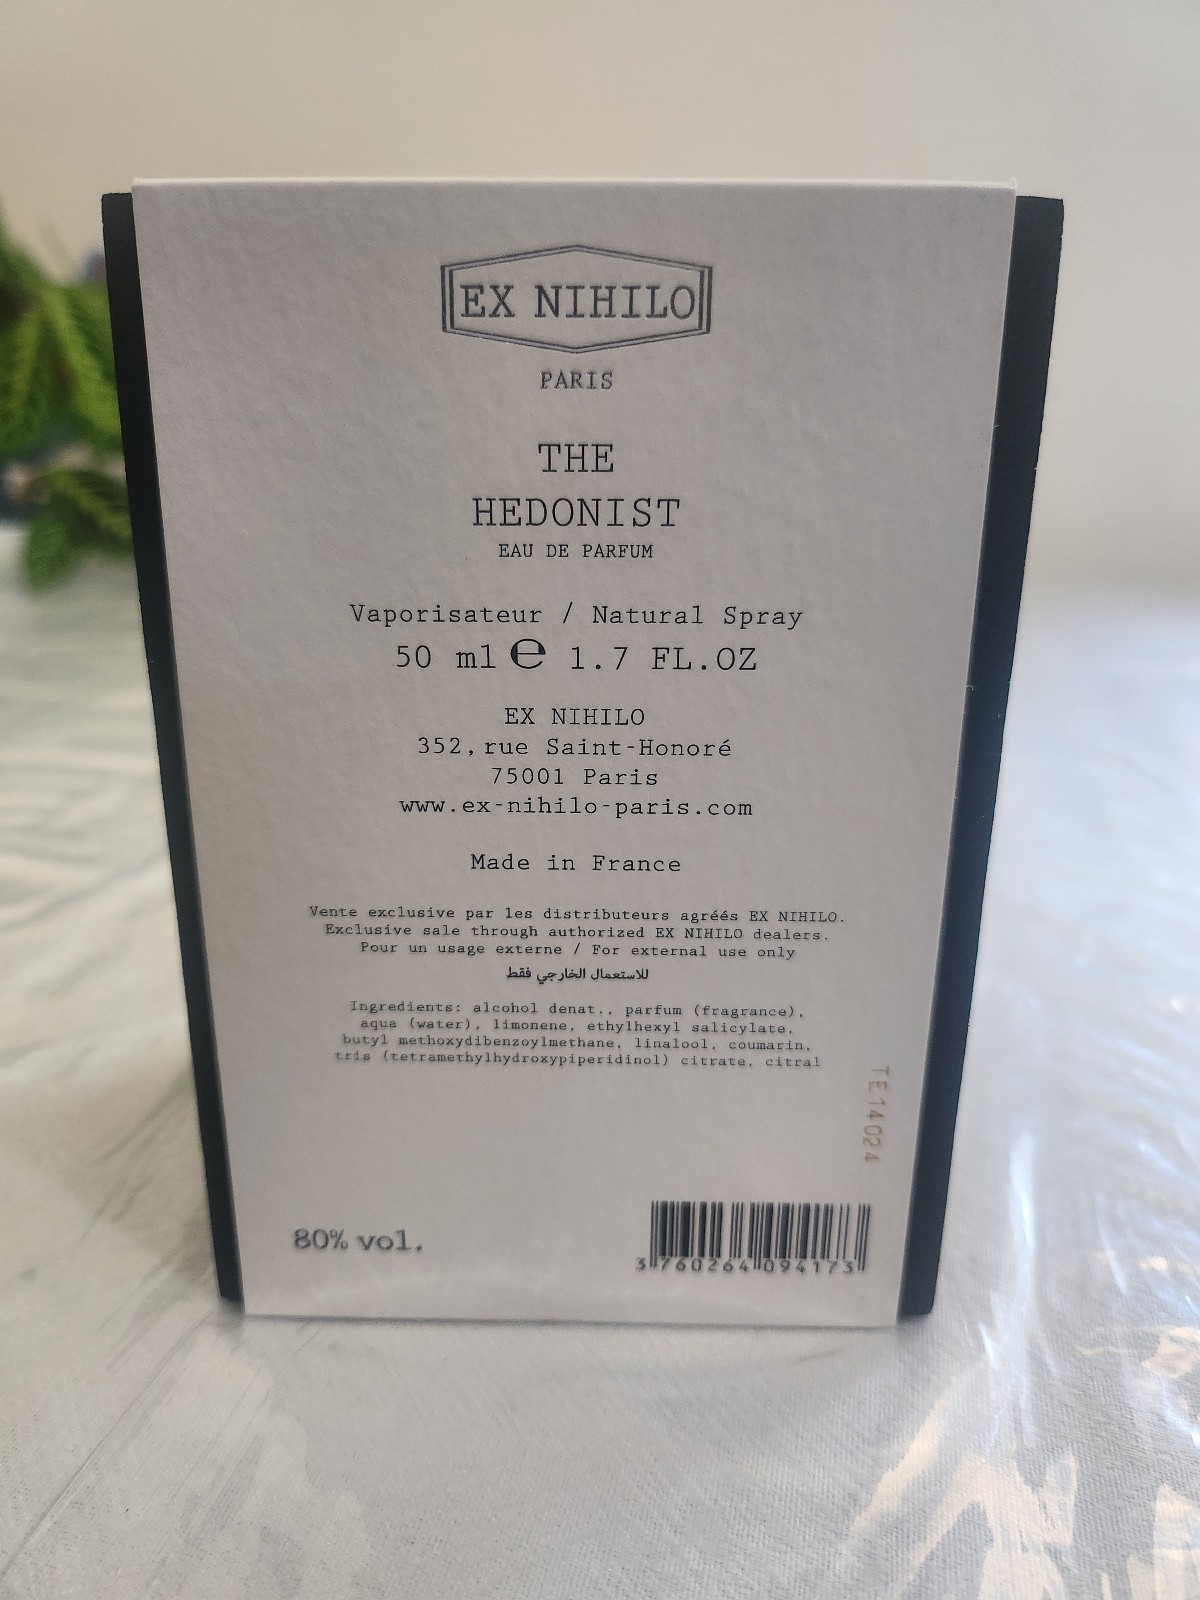 EX NIHILO
PARIS
THE
HEDONIST
EAU DE PARFUM
Vaporisateur / Natural Spray
50 ml ℮ 1.7 FL.OZ
EX NIHILO
352, rue Saint-Honoré
75001 Paris
www.ex-nihilo-paris.com
Made in France
Vente exclusive par les distributeurs agréés EX NIHILO.
Exclusive sale through authorized EX NIHILO dealers.
Pour un usage externe / For external use only
للاستعمال الخارجي فقط
Ingredients: alcohol denat., parfum (fragrance),
aqua (water), limonene, ethylhexyl salicylate,
butyl methoxydibenzoylmethane, linalool, coumarin,
tris (tetramethylhydroxypiperidinol) citrate, citral
TE14024
80% vol.
3 760264 094173